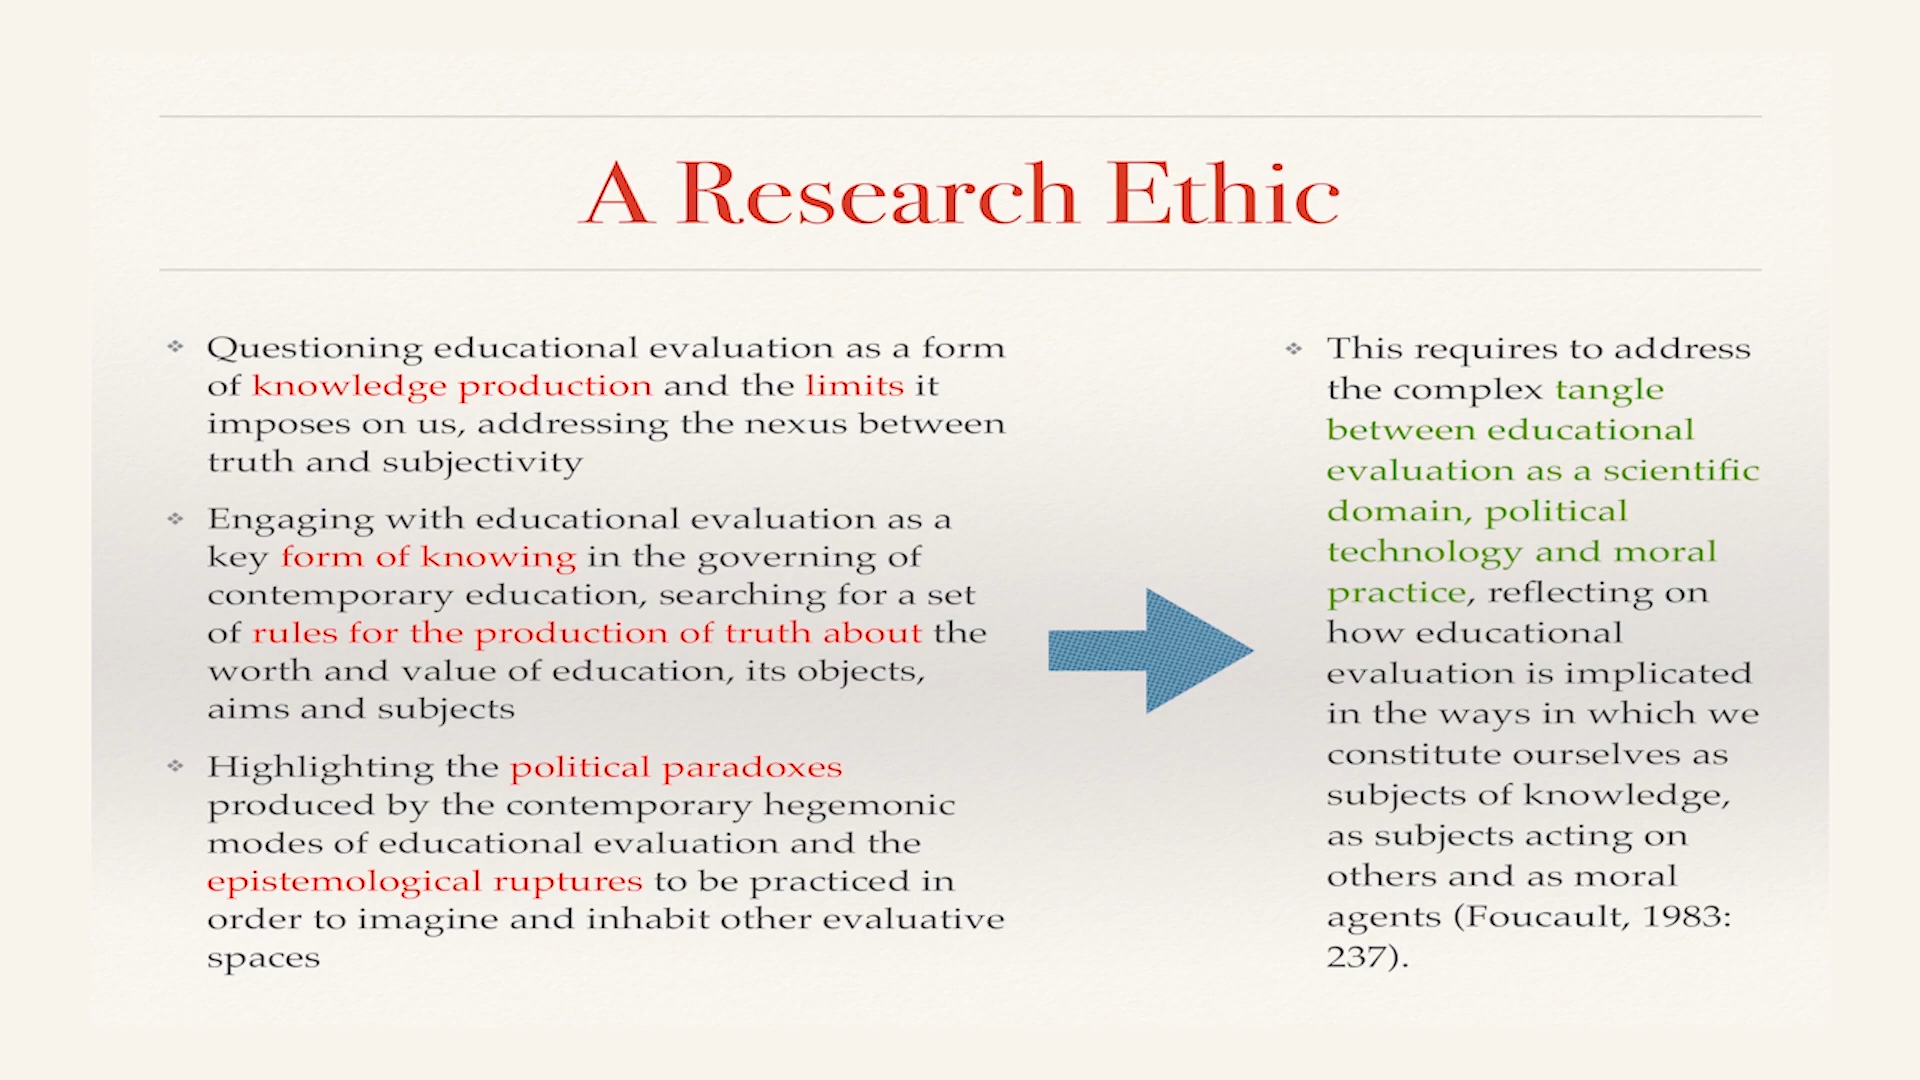 A Research Ethic
Questioning educational evaluation as a form
of knowledge production and the limits it
imposes on us, addressing the nexus between
truth and subjectivity
Engaging with educational evaluation as a
key form of knowing in the governing of
contemporary education, searching for a set
of rules for the production of truth about the
worth and value of education, its objects,
aims and subjects
Highlighting the political paradoxes
produced by the contemporary hegemonic
modes of educational evaluation and the
epistemological ruptures to be practiced in
order to imagine and inhabit other evaluative
spaces
This requires to address
the complex tangle
between educational
evaluation as a scientific
domain, political
technology and moral
practice, reflecting on
how educational
evaluation is implicated
in the ways in which we
constitute ourselves as
subjects of knowledge,
as subjects acting on
others and as moral
agents (Foucault, 1983:
237).